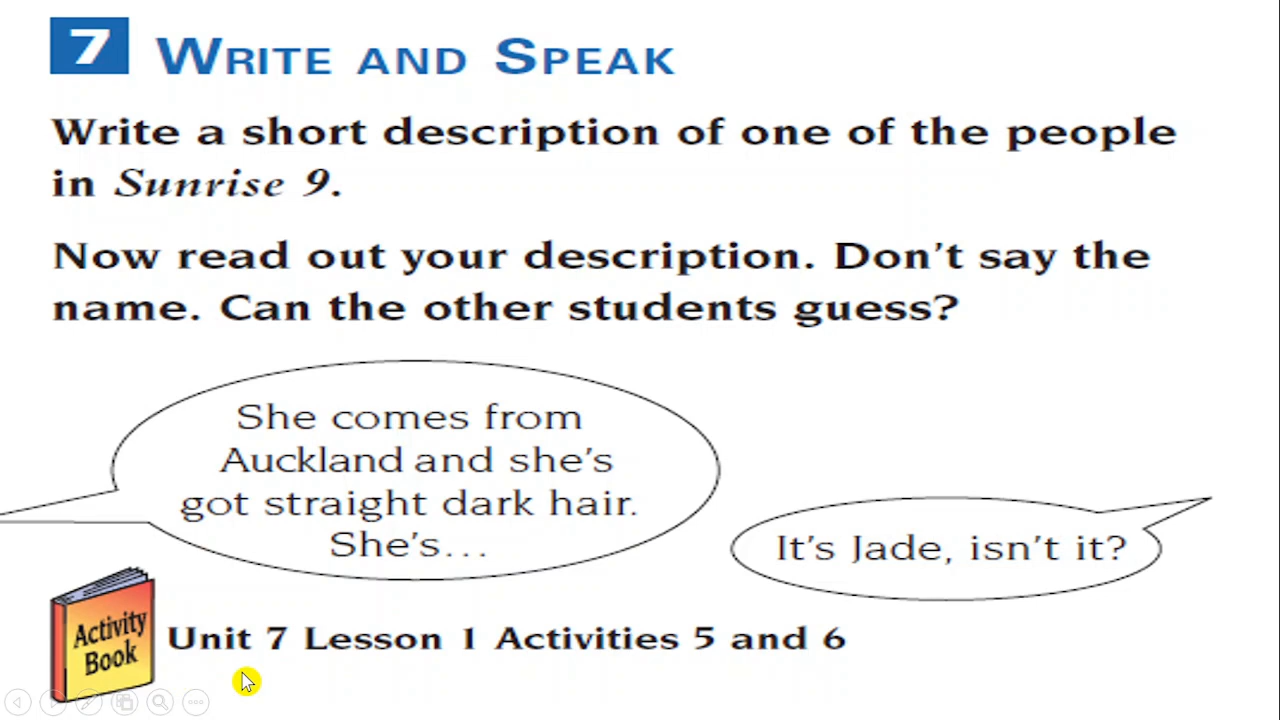 7 WRITE AND SPEAK
Write a short description of one of the people
in Sunrise 9.
Now read out your description. Don't say the
name. Can the other students guess?
She comes from
Auckland and she's
got straight dark hair.
She's...
It's Jade, isn't it?
Activity
Book
Unit 7 Lesson 1 Activities 5 and 6